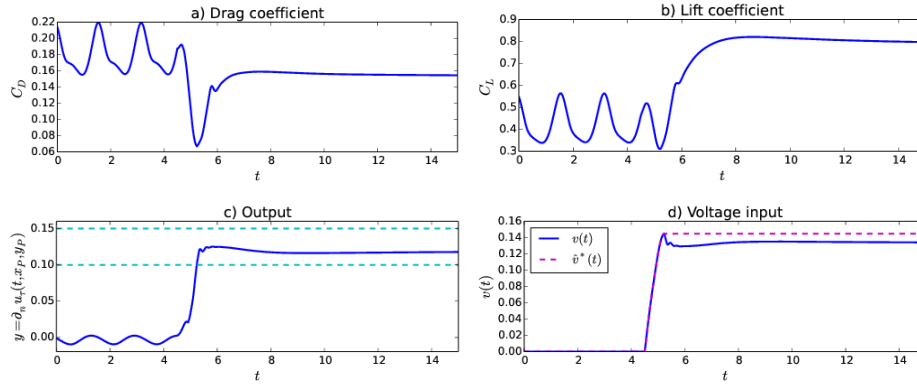 a) Drag coefficient
0.22
0.20
0.18
0.16
0.14
0.12
0.10
0.08
0.06
C_D
0 2 4 6 8 10 12 14
t
b) Lift coefficient
0.9
0.8
0.7
0.6
0.5
0.4
0.3
C_L
0 2 4 6 8 10 12 14
t
c) Output
0.15
0.10
0.05
0.00
y=∂_n u_τ(t,x_P,y_P)
0 2 4 6 8 10 12 14
t
d) Voltage input
0.16
0.14
0.12
0.10
0.08
0.06
0.04
0.02
0.00
v(t)
v(t)
v̂*(t)
0 2 4 6 8 10 12 14
t